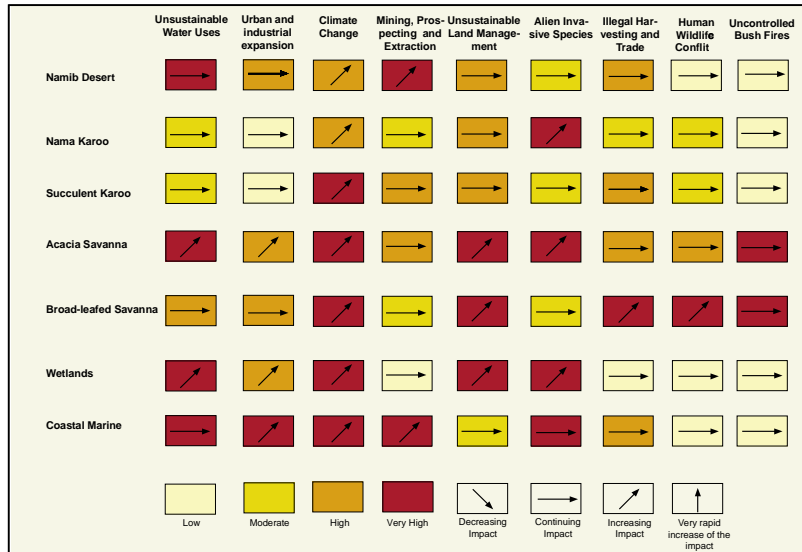 Unsustainable Water Uses
Urban and industrial expansion
Climate Change
Mining, Pros-pecting and Extraction
Unsustainable Land Manage-ment
Alien Inva-sive Species
Illegal Har-vesting and Trade
Human Wildlife Conflit
Uncontrolled Bush Fires
Namib Desert
Nama Karoo
Succulent Karoo
Acacia Savanna
Broad-leafed Savanna
Wetlands
Coastal Marine
Low
Moderate
High
Very High
Decreasing Impact
Continuing Impact
Increasing Impact
Very rapid increase of the impact